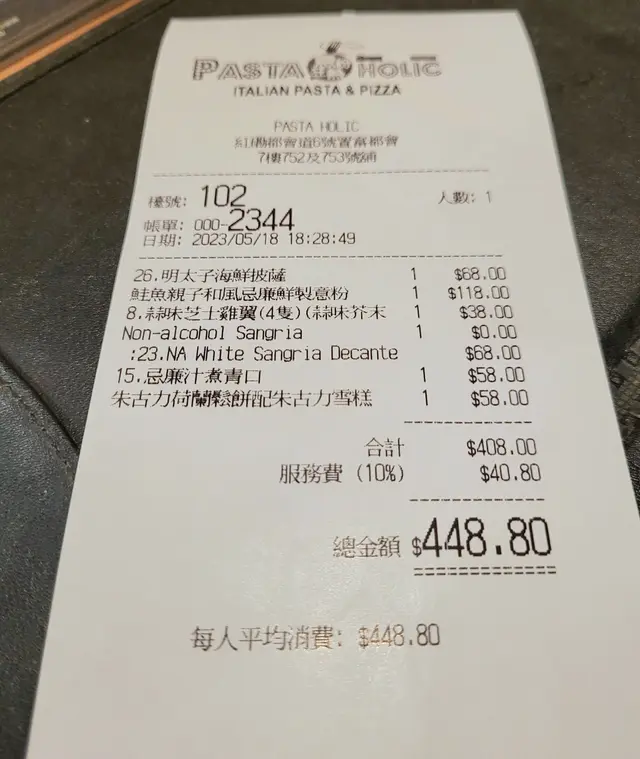 PASTA HOLIC
ITALIAN PASTA & PIZZA
PASTA HOLIC
紅磡都會道6號置富都會
7樓752及753號舖
檯號: 102 人數: 1
帳單: 000-2344
日期: 2023/05/18 18:28:49
26.明太子海鮮披薩 1 $68.00
鮭魚親子和風忌廉鮮製意粉 1 $118.00
8.蒜味芝士雞翼(4隻)(蒜味芥末 1 $38.00
Non-alcohol Sangria 1 $0.00
:23.NA White Sangria Decante $68.00
15.忌廉汁煮青口 1 $58.00
朱古力荷蘭鬆餅配朱古力雪糕 1 $58.00
合計 $408.00
服務費 (10%) $40.80
總金額 $448.80
每人平均消費: $448.80